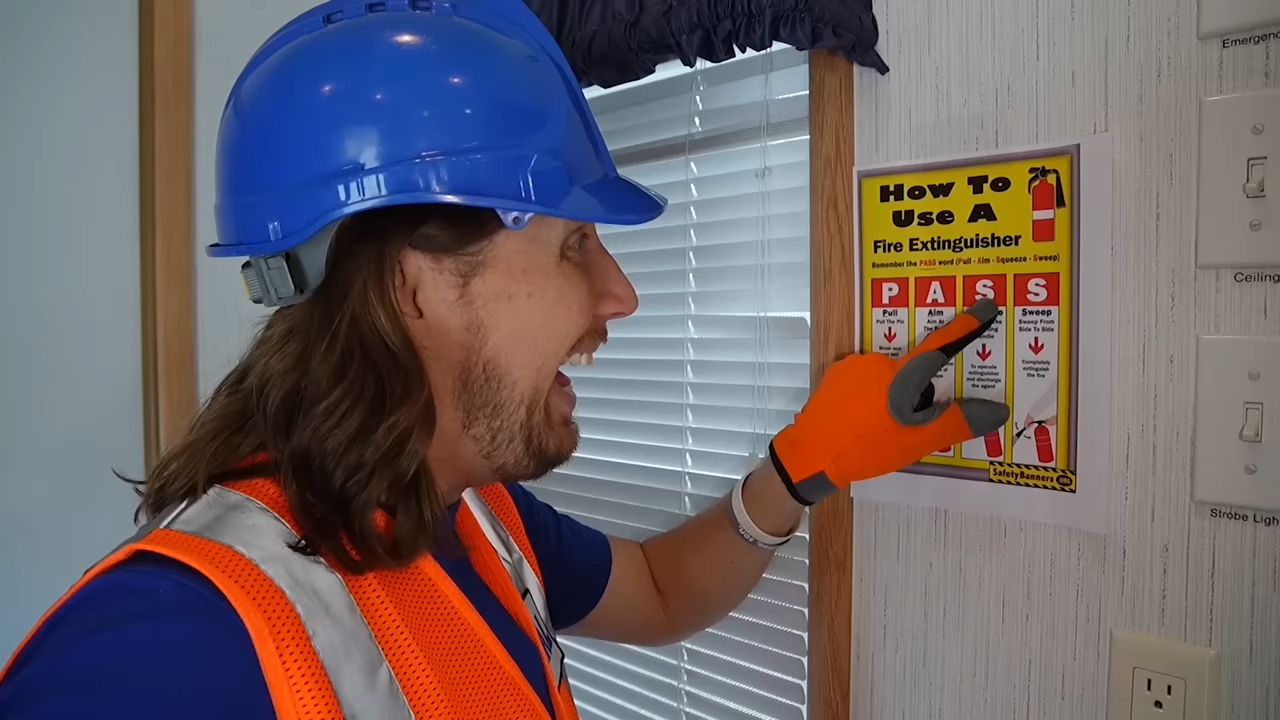 Emergenc
How To
Use A
Fire Extinguisher
Remember the PASS word (Pull - Aim - Squeeze - Sweep)
P A S S
Pull Aim Sweep
Pull The Pin
Aim At
Sweep From
Side To Side
To operate
extinguisher
and discharge
the agent
Completely
extinguish
the fire
SafetyBanners
Ceiling
Strobe Ligh